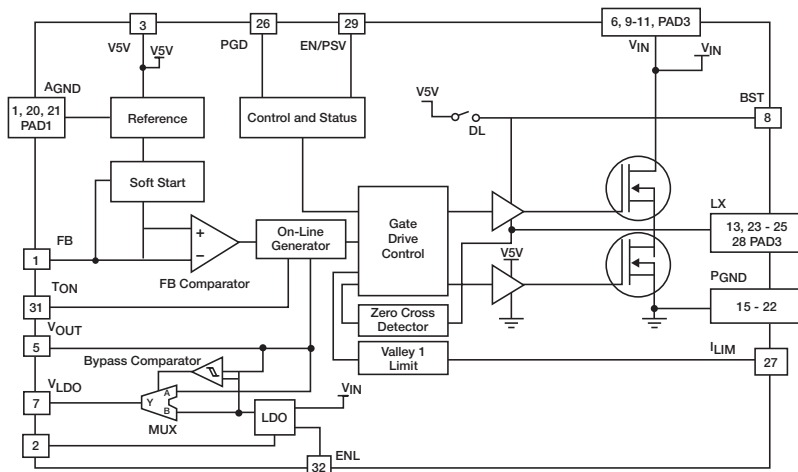 3
26
29
6, 9-11, PAD3
V5V
V5V
PGD
EN/PSV
VIN
VIN
AGND
1, 20, 21
PAD1
Reference
Control and Status
V5V
DL
BST
8
Soft Start
FB
1
+
−
FB Comparator
On-Line
Generator
Gate
Drive
Control
LX
13, 23 - 25
28 PAD3
V5V
TON
31
PGND
15 - 22
Zero Cross
Detector
VOUT
5
Bypass Comparator
Valley 1
Limit
ILIM
27
VLDO
7
Y
A
B
MUX
VIN
LDO
2
ENL
32